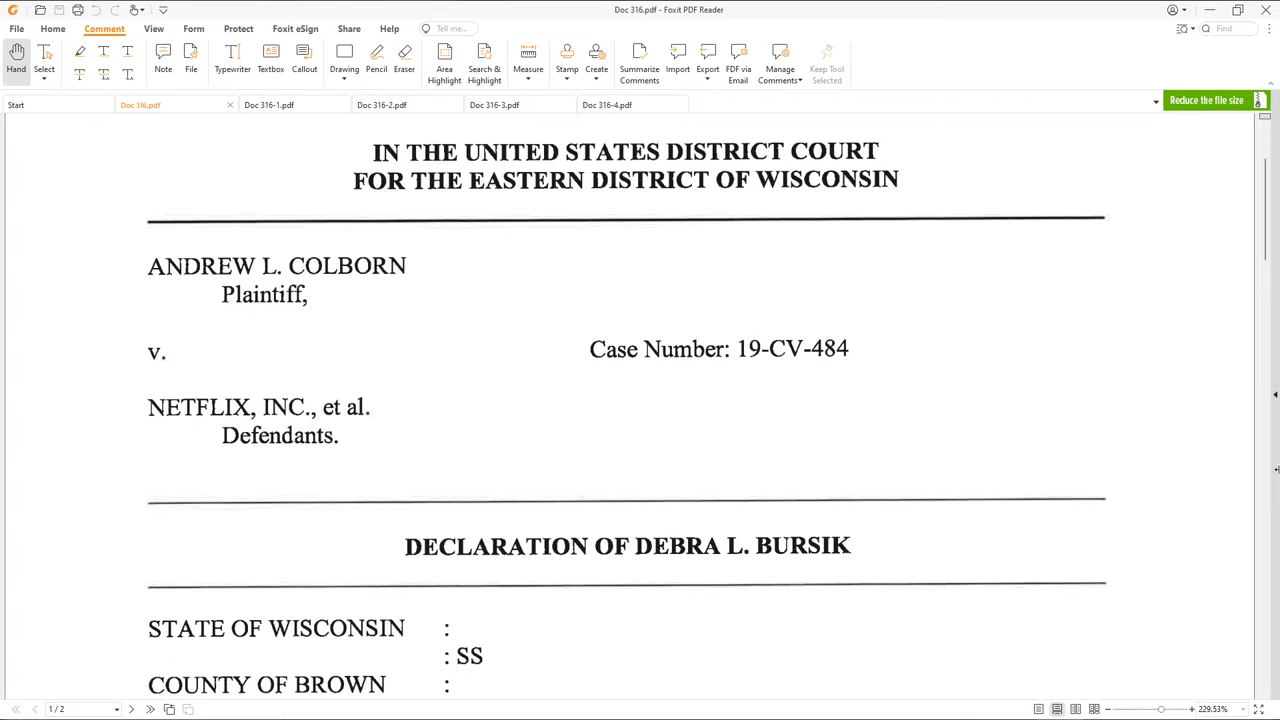 Doc 316.pdf - Foxit PDF Reader
File Home Comment View Form Protect Foxit eSign Share Help Tell me... Find
Hand Select Note File Typewriter Textbox Callout Drawing Pencil Eraser Area Highlight Search & Highlight Measure Stamp Create Summarize Comments Import Export FDF via Email Manage Comments Keep Tool Selected
Start Doc 316.pdf Doc 316-1.pdf Doc 316-2.pdf Doc 316-3.pdf Doc 316-4.pdf Reduce the file size
IN THE UNITED STATES DISTRICT COURT
FOR THE EASTERN DISTRICT OF WISCONSIN
ANDREW L. COLBORN
Plaintiff,
v. Case Number: 19-CV-484
NETFLIX, INC., et al.
Defendants.
DECLARATION OF DEBRA L. BURSIK
STATE OF WISCONSIN :
: SS
COUNTY OF BROWN :
1 / 2 229.53%